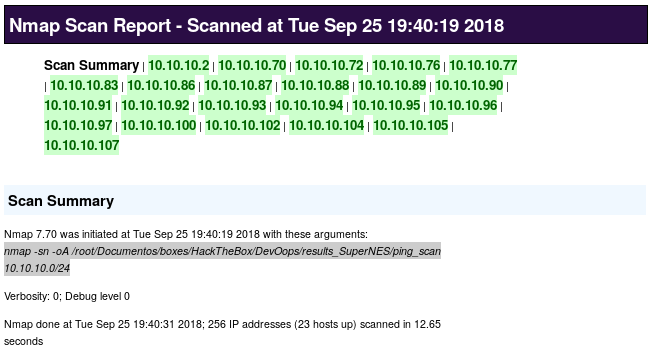 Nmap Scan Report - Scanned at Tue Sep 25 19:40:19 2018
Scan Summary | 10.10.10.2 | 10.10.10.70 | 10.10.10.72 | 10.10.10.76 | 10.10.10.77
| 10.10.10.83 | 10.10.10.86 | 10.10.10.87 | 10.10.10.88 | 10.10.10.89 | 10.10.10.90 |
10.10.10.91 | 10.10.10.92 | 10.10.10.93 | 10.10.10.94 | 10.10.10.95 | 10.10.10.96 |
10.10.10.97 | 10.10.10.100 | 10.10.10.102 | 10.10.10.104 | 10.10.10.105 |
10.10.10.107
Scan Summary
Nmap 7.70 was initiated at Tue Sep 25 19:40:19 2018 with these arguments:
nmap -sn -oA /root/Documentos/boxes/HackTheBox/DevOops/results_SuperNES/ping_scan
10.10.10.0/24
Verbosity: 0; Debug level 0
Nmap done at Tue Sep 25 19:40:31 2018; 256 IP addresses (23 hosts up) scanned in 12.65
seconds